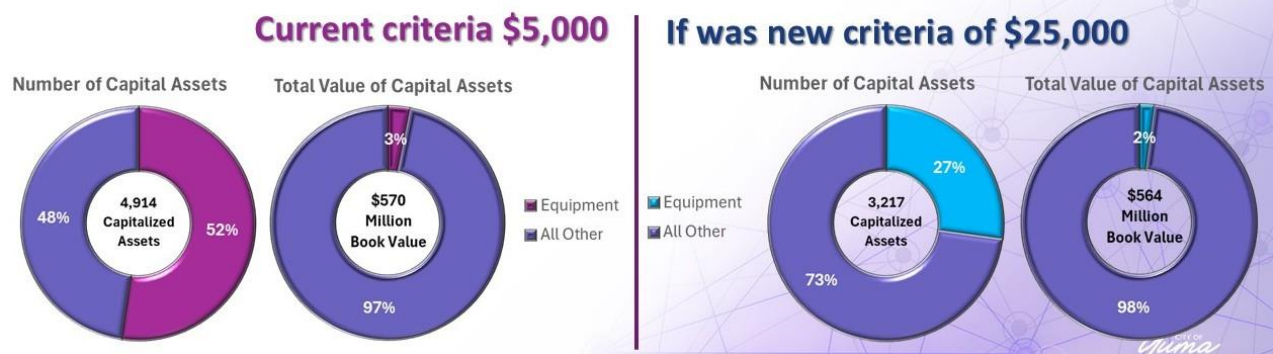 Current criteria $5,000
Number of Capital Assets
Total Value of Capital Assets
48%
4,914
Capitalized
Assets
52%
3%
$570
Million
Book Value
97%
Equipment
All Other
If was new criteria of $25,000
Number of Capital Assets
Total Value of Capital Assets
27%
3,217
Capitalized
Assets
73%
2%
$564
Million
Book Value
98%
Equipment
All Other
CITY OF
Yuma